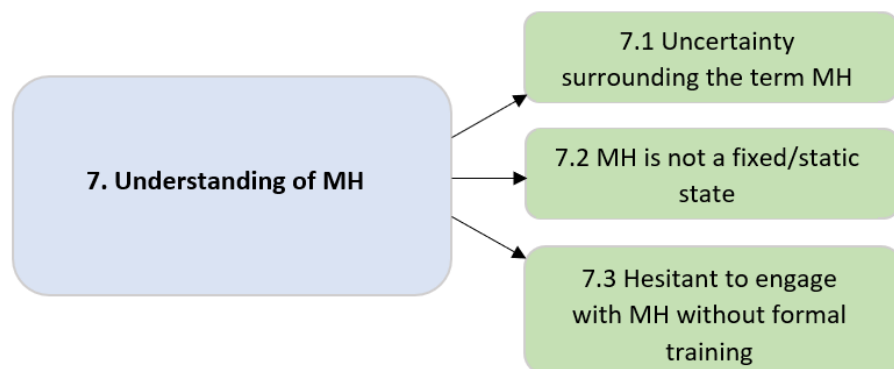 7. Understanding of MH
7.1 Uncertainty
surrounding the term MH
7.2 MH is not a fixed/static
state
7.3 Hesitant to engage
with MH without formal
training